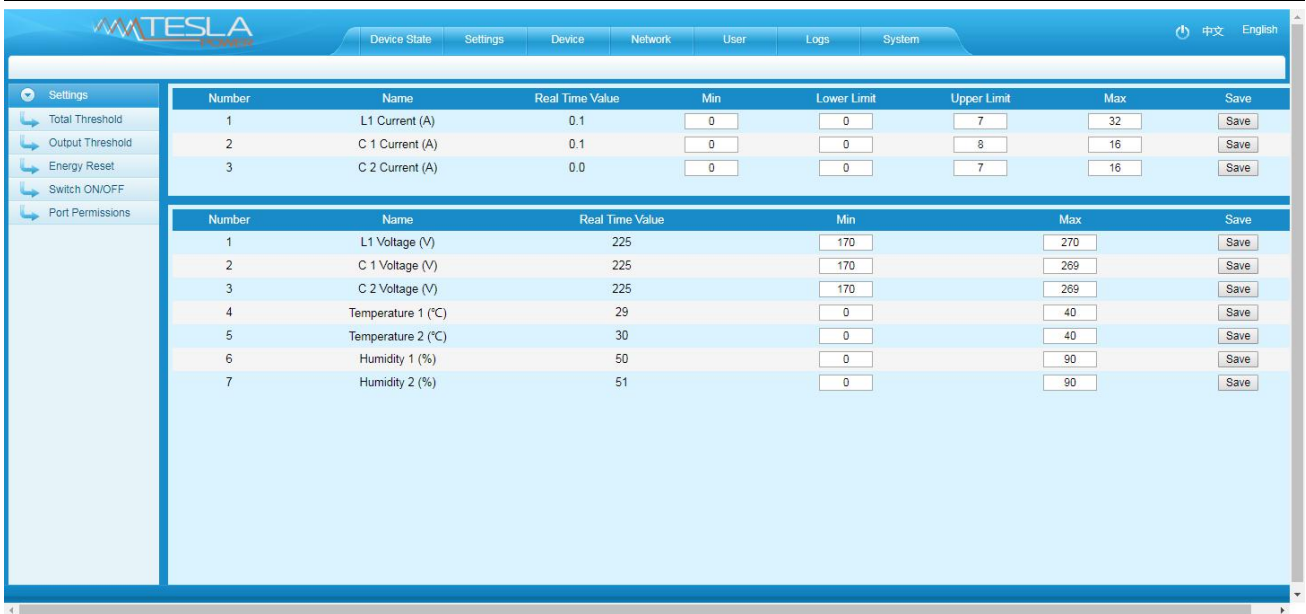 TESLA
POWER
Device State Settings Device Network User Logs System
中文 English
Settings
Total Threshold
Output Threshold
Energy Reset
Switch ON/OFF
Port Permissions
Number Name Real Time Value Min Lower Limit Upper Limit Max Save
1 L1 Current (A) 0.1 0 0 7 32 Save
2 C 1 Current (A) 0.1 0 0 8 16 Save
3 C 2 Current (A) 0.0 0 0 7 16 Save
Number Name Real Time Value Min Max Save
1 L1 Voltage (V) 225 170 270 Save
2 C 1 Voltage (V) 225 170 269 Save
3 C 2 Voltage (V) 225 170 269 Save
4 Temperature 1 (℃) 29 0 40 Save
5 Temperature 2 (℃) 30 0 40 Save
6 Humidity 1 (%) 50 0 90 Save
7 Humidity 2 (%) 51 0 90 Save